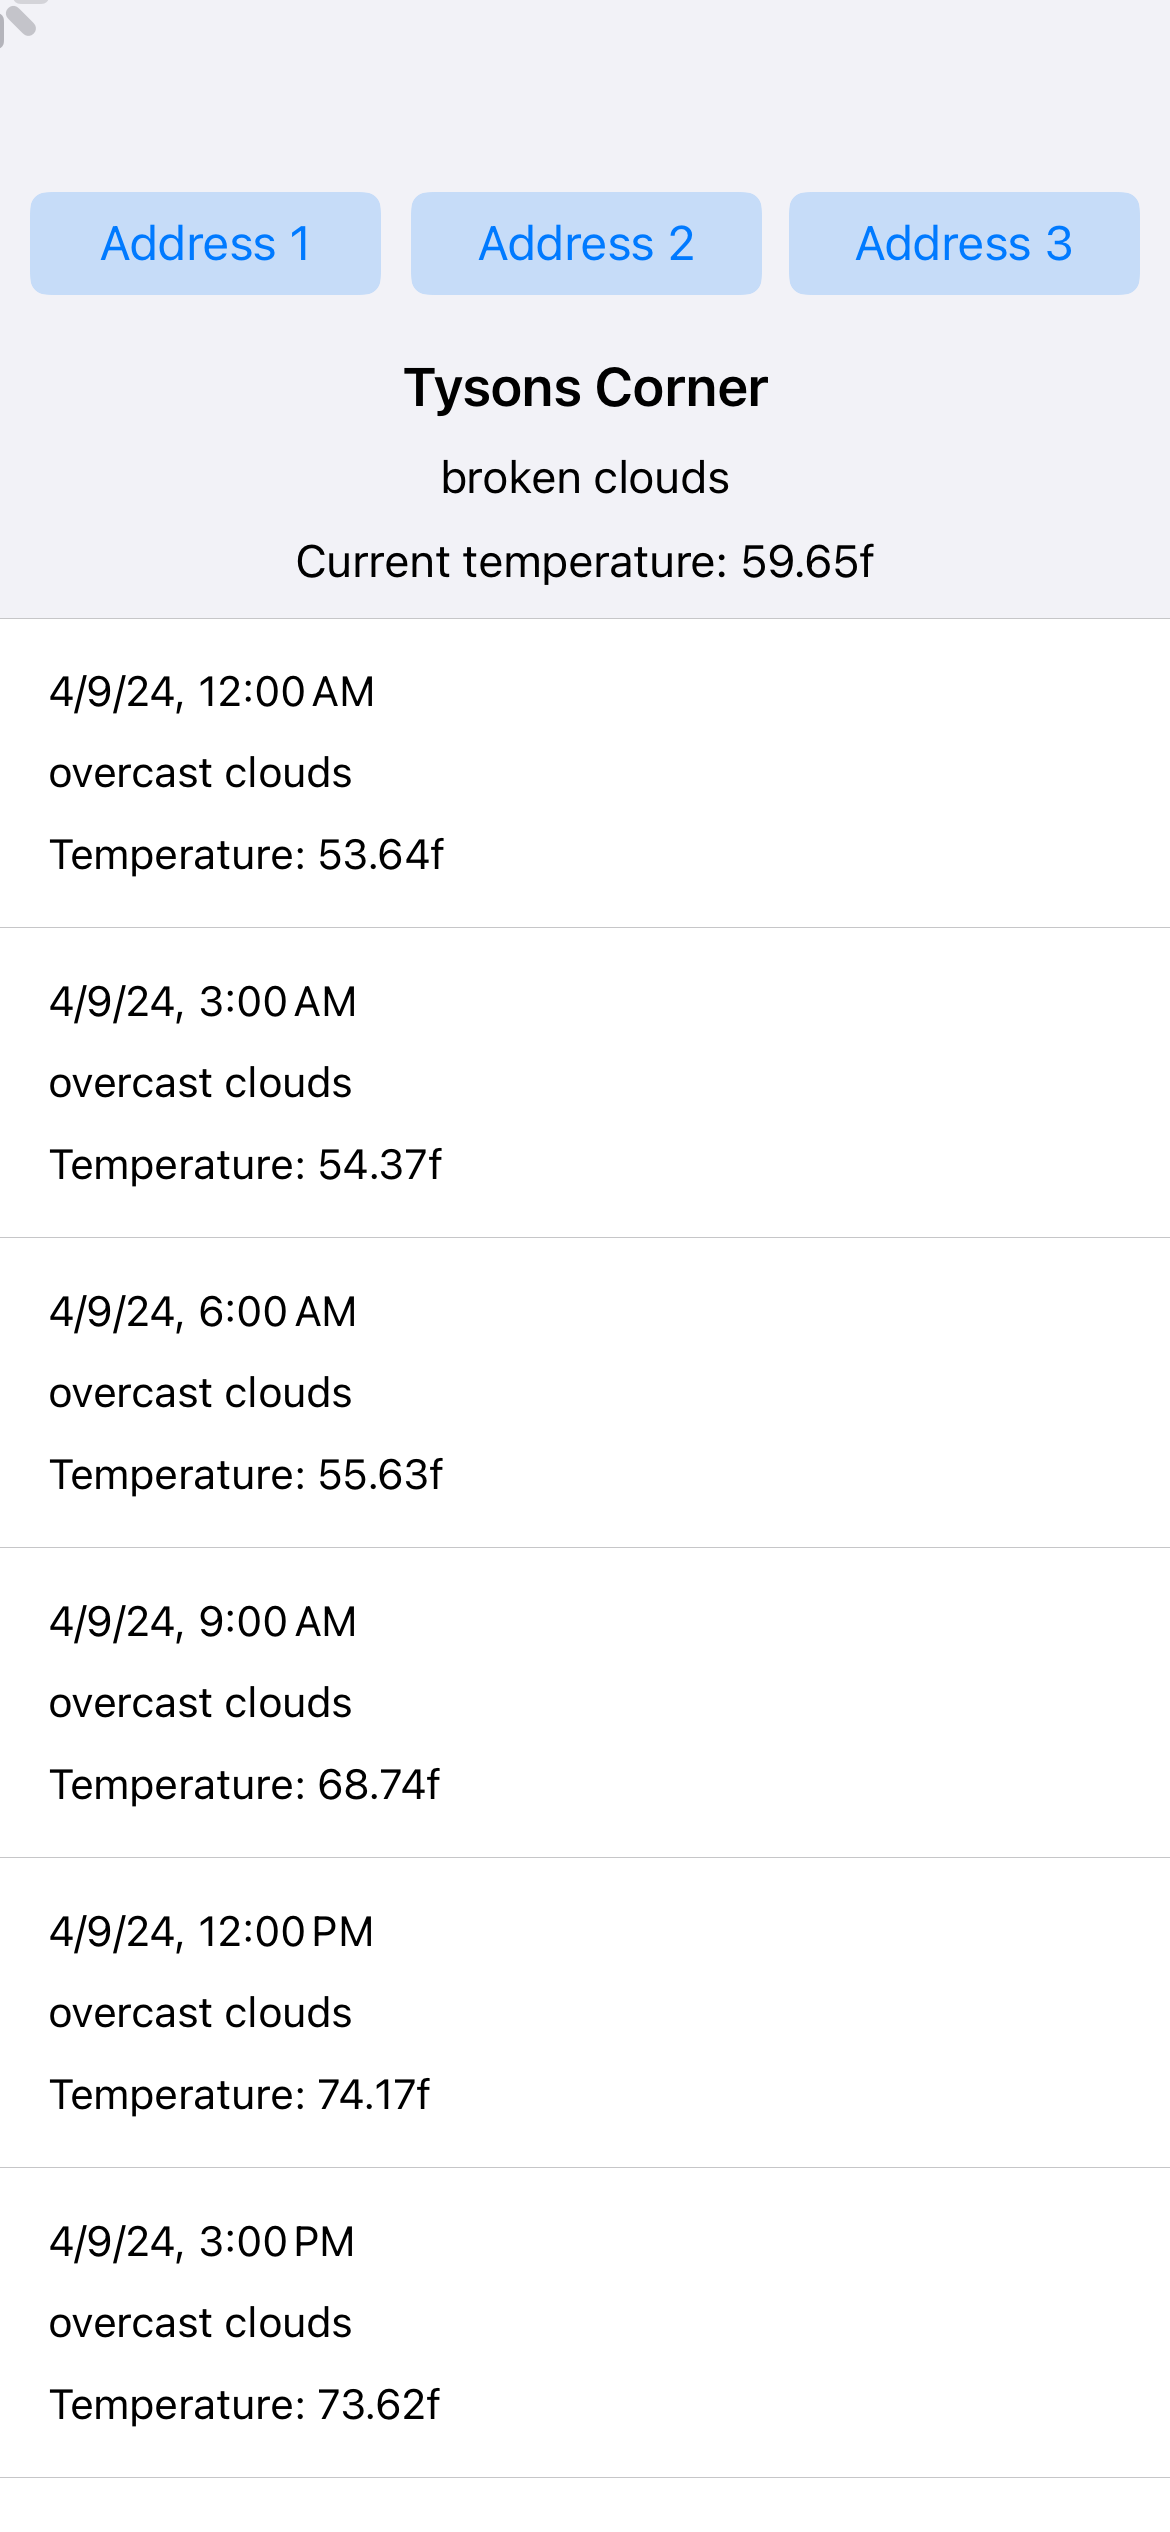 Address 1 Address 2 Address 3
Tysons Corner
broken clouds
Current temperature: 59.65f
4/9/24, 12:00 AM
overcast clouds
Temperature: 53.64f
4/9/24, 3:00 AM
overcast clouds
Temperature: 54.37f
4/9/24, 6:00 AM
overcast clouds
Temperature: 55.63f
4/9/24, 9:00 AM
overcast clouds
Temperature: 68.74f
4/9/24, 12:00 PM
overcast clouds
Temperature: 74.17f
4/9/24, 3:00 PM
overcast clouds
Temperature: 73.62f